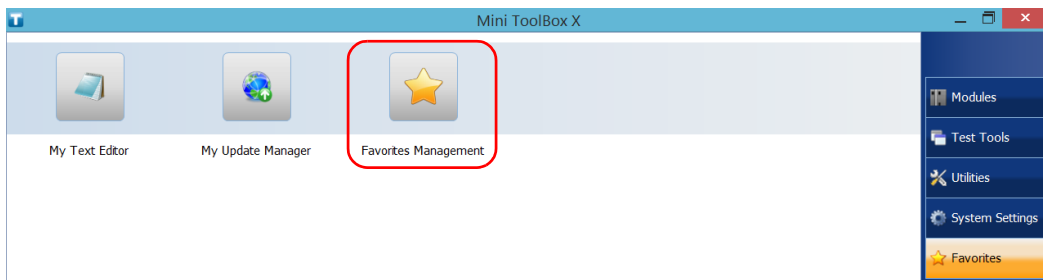 Mini ToolBox X
My Text Editor
My Update Manager
Favorites Management
Modules
Test Tools
Utilities
System Settings
Favorites